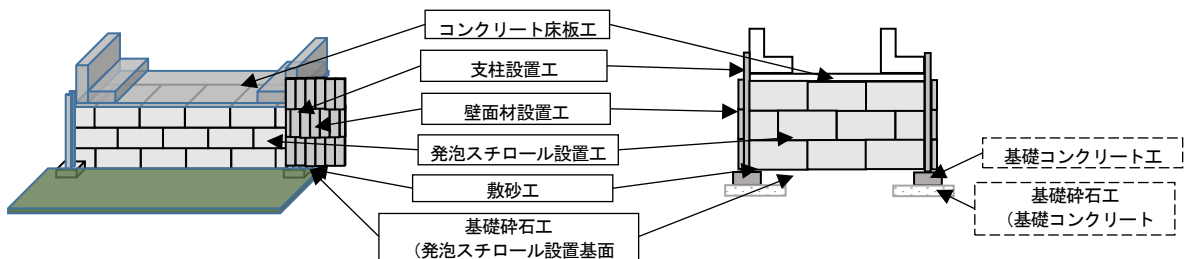 コンクリート床板工
支柱設置工
壁面材設置工
発泡スチロール設置工
敷砂工
基礎砕石工
（発泡スチロール設置基面
基礎コンクリート工
基礎砕石工
（基礎コンクリート